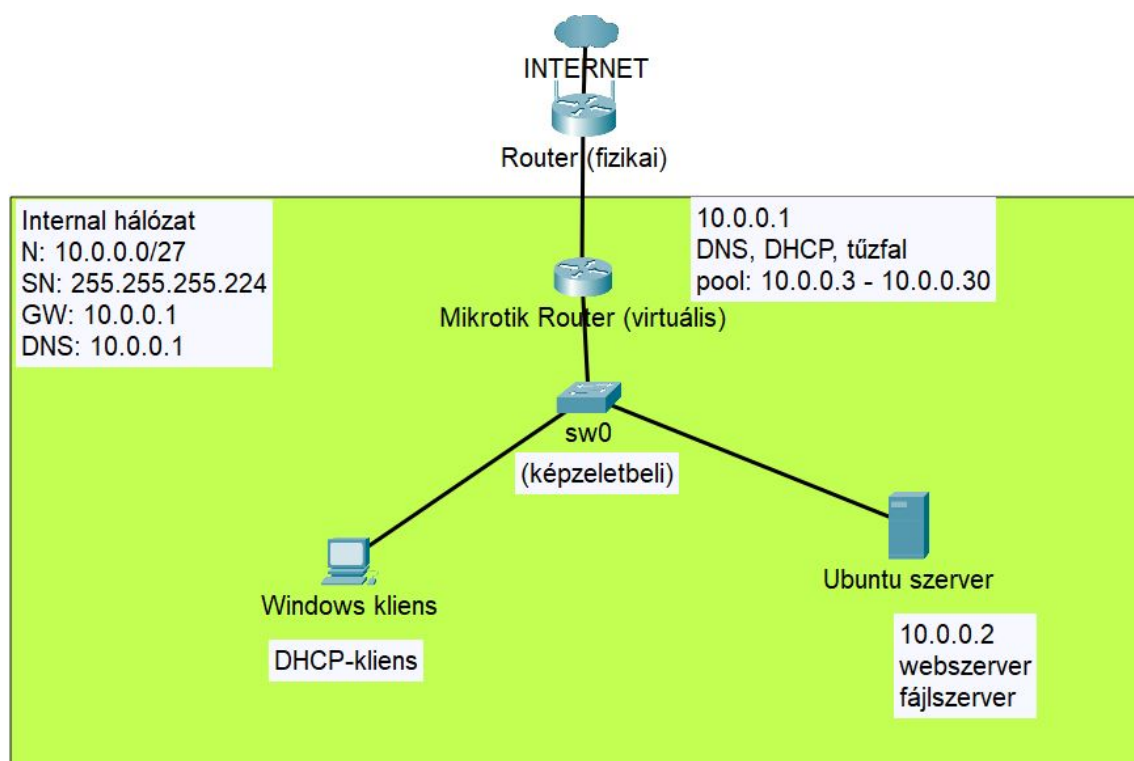 INTERNET
Router (fizikai)
Internal hálózat
N: 10.0.0.0/27
SN: 255.255.255.224
GW: 10.0.0.1
DNS: 10.0.0.1
10.0.0.1
DNS, DHCP, tűzfal
pool: 10.0.0.3 - 10.0.0.30
Mikrotik Router (virtuális)
sw0
(képzeletbeli)
Windows kliens
DHCP-kliens
Ubuntu szerver
10.0.0.2
webszerver
fájlszerver